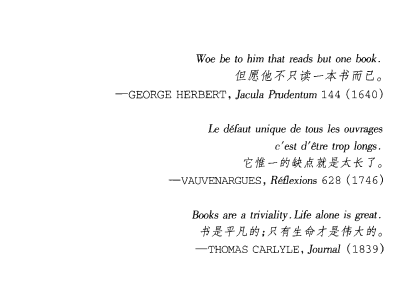 Woe be to him that reads but one book.
但愿他不只读一本书而已。
—GEORGE HERBERT, Jacula Prudentum 144 (1640)
Le défaut unique de tous les ouvrages
c'est d'être trop longs.
它惟一的缺点就是太长了。
—VAUVENARGUES, Réflexions 628 (1746)
Books are a triviality. Life alone is great.
书是平凡的;只有生命才是伟大的。
—THOMAS CARLYLE, Journal (1839)